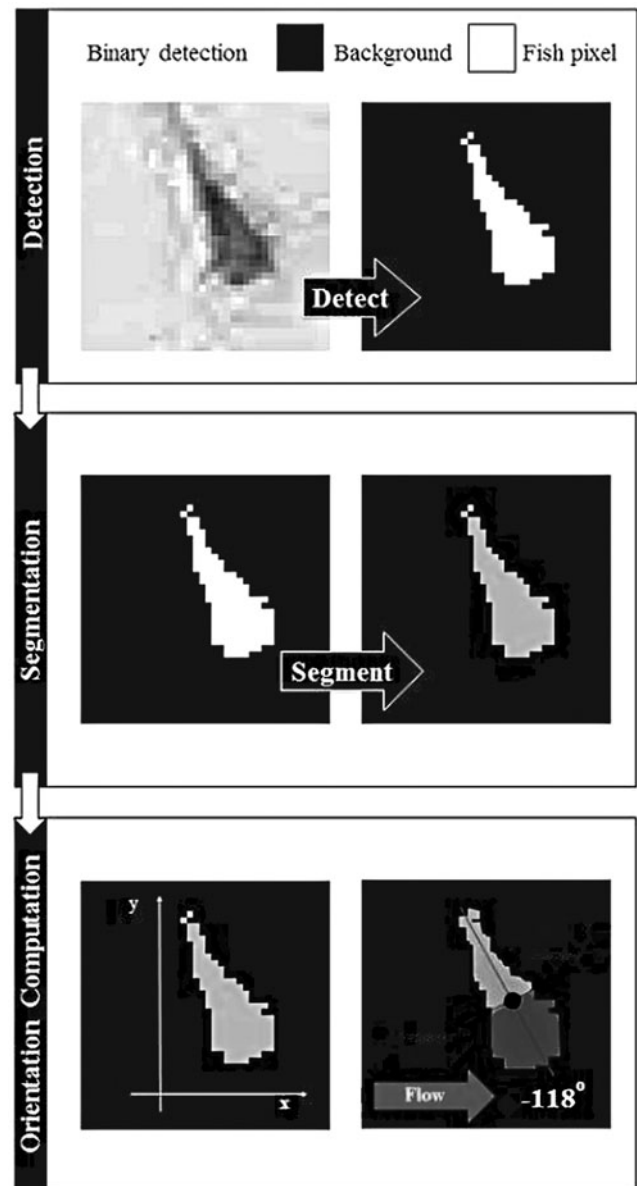 Binary detection Background Fish pixel
Detection
Detect
Segmentation
Segment
Orientation Computation
y
x
Flow
-118°